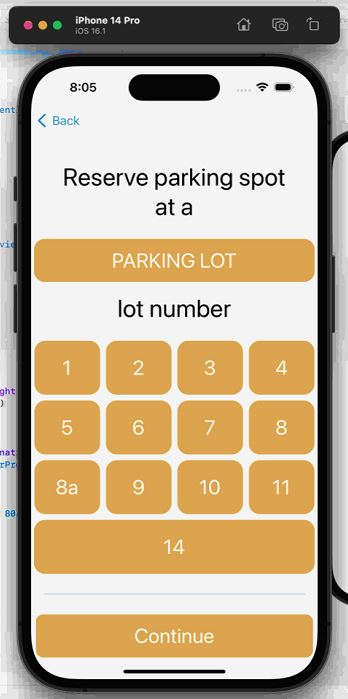 iPhone 14 Pro
iOS 16.1
8:05
Back
Reserve parking spot
at a
PARKING LOT
lot number
1 2 3 4
5 6 7 8
8a 9 10 11
14
Continue